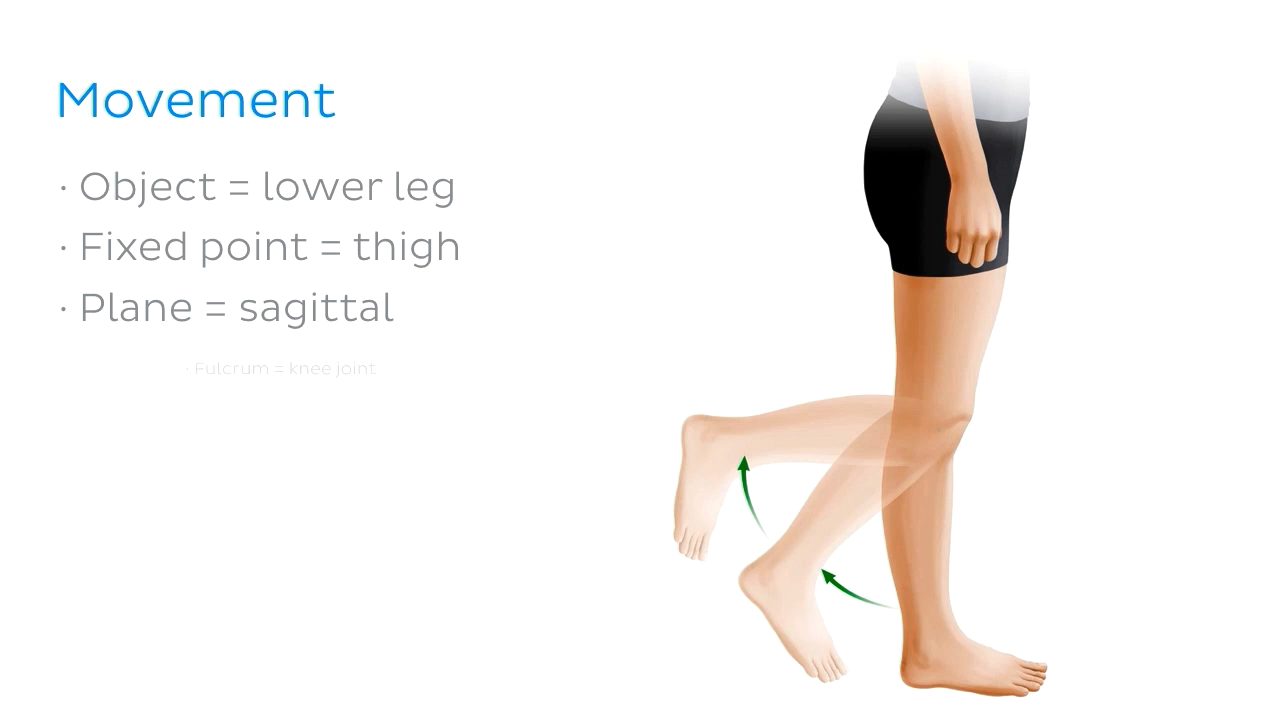 Movement
· Object = lower leg
· Fixed point = thigh
· Plane = sagittal
· Fulcrum = knee joint